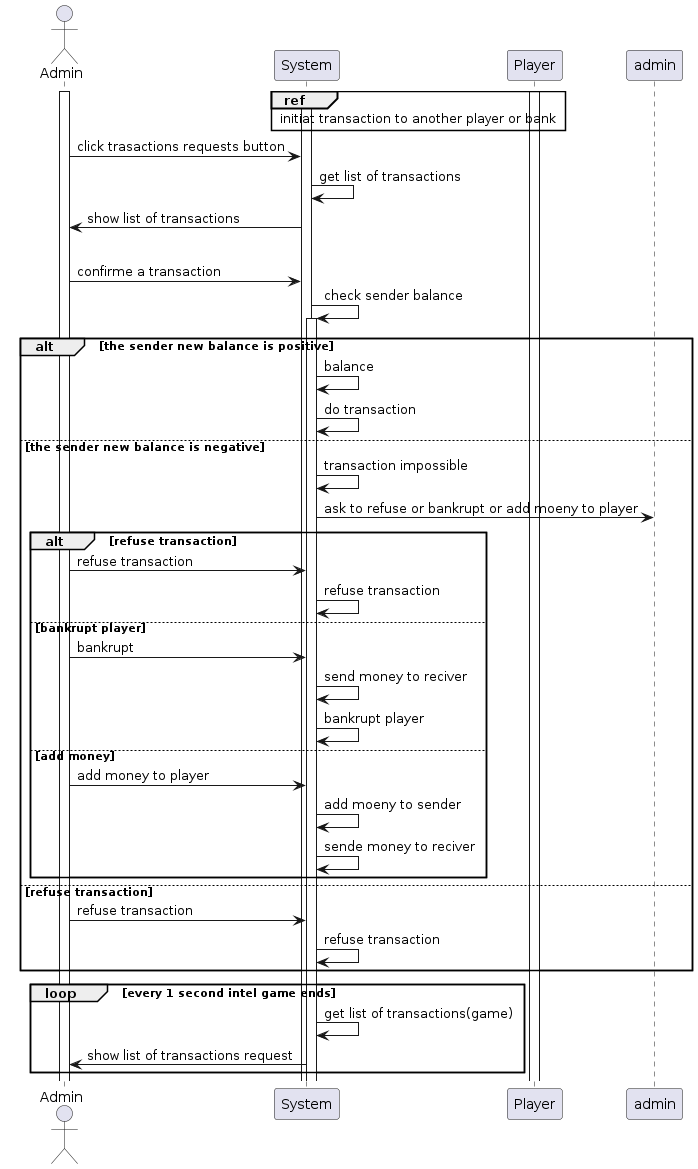 Admin
System
Player
admin
ref
initiat transaction to another player or bank
click trasactions requests button
get list of transactions
show list of transactions
confirme a transaction
check sender balance
alt [the sender new balance is positive]
balance
do transaction
[the sender new balance is negative]
transaction impossible
ask to refuse or bankrupt or add moeny to player
alt [refuse transaction]
refuse transaction
refuse transaction
[bankrupt player]
bankrupt
send money to reciver
bankrupt player
[add money]
add money to player
add moeny to sender
sende money to reciver
[refuse transaction]
refuse transaction
refuse transaction
loop [every 1 second intel game ends]
get list of transactions(game)
show list of transactions request
Admin
System
Player
admin